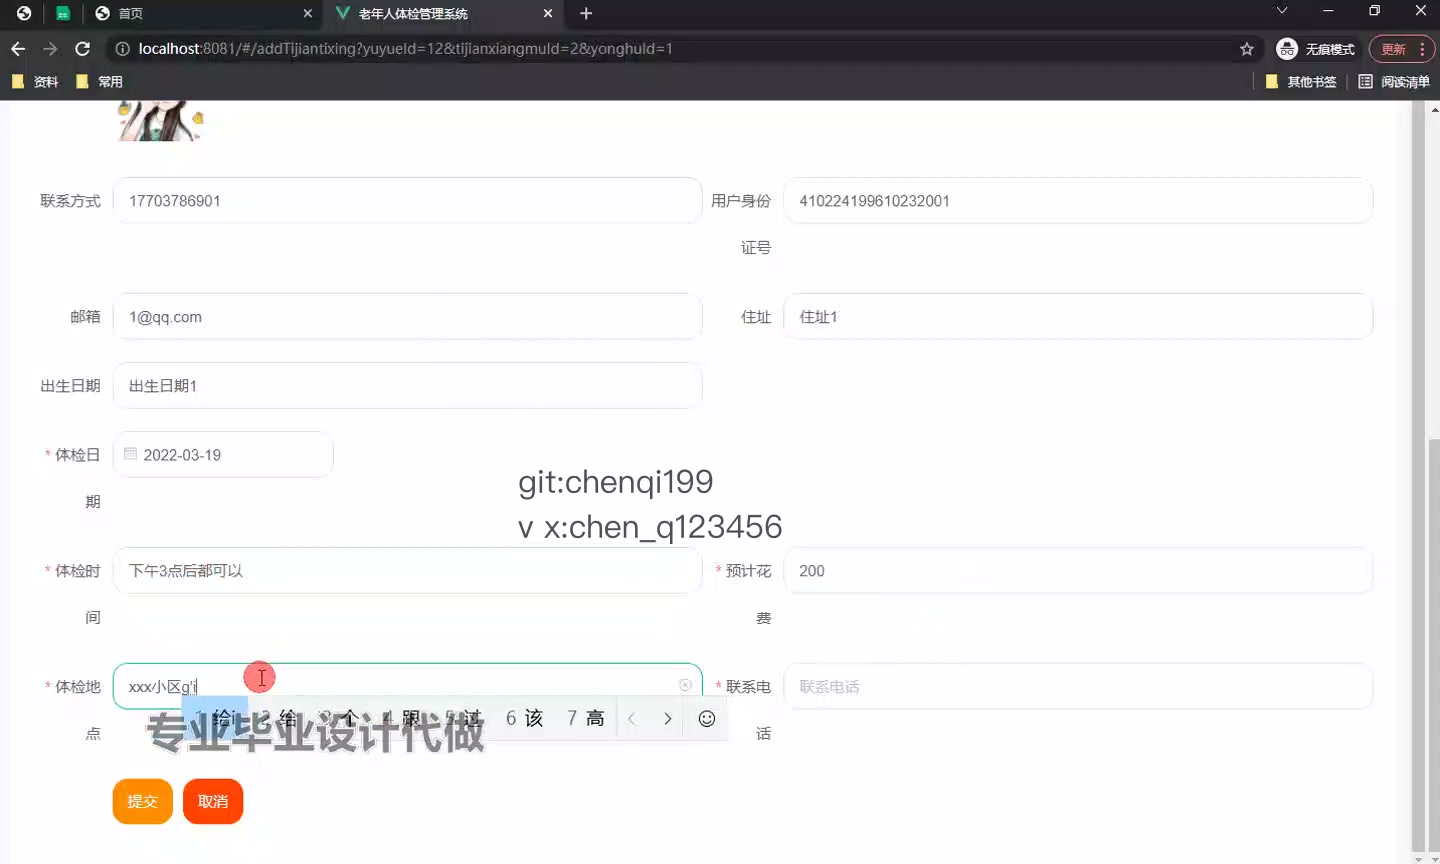 首页
老年人体检管理系统
localhost:8081/#/addTijiantixing?yuyueId=12&tijianxiangmuId=2&yonghuId=1
无痕模式
更新
资料
常用
其他书签
阅读清单
联系方式
17703786901
用户身份
证号
410224199610232001
邮箱
1@qq.com
住址
住址1
出生日期
出生日期1
* 体检日
期
2022-03-19
git:chenqi199
v x:chen_q123456
* 体检时
间
下午3点后都可以
* 预计花
费
200
* 体检地
点
xxx小区g'i
* 联系电
话
联系电话
1 给i 2 给 3 个 4 跟 5 过 6 该 7 高
专业毕业设计代做
提交
取消